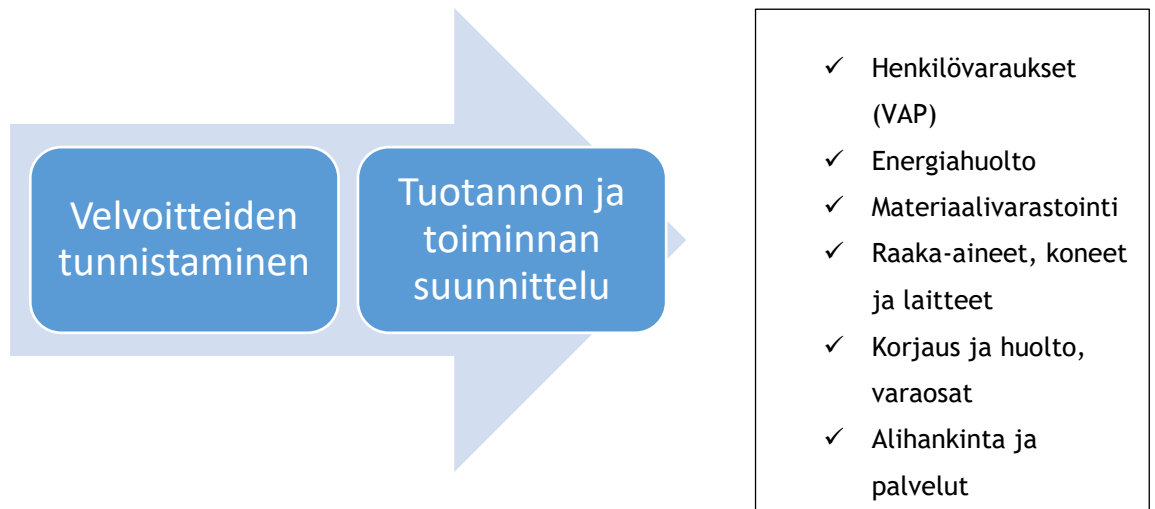 Velvoitteiden
tunnistaminen
Tuotannon ja
toiminnan
suunnittelu
✓ Henkilövaraukset
(VAP)
✓ Energiahuolto
✓ Materiaalivarastointi
✓ Raaka-aineet, koneet
ja laitteet
✓ Korjaus ja huolto,
varaosat
✓ Alihankinta ja
palvelut